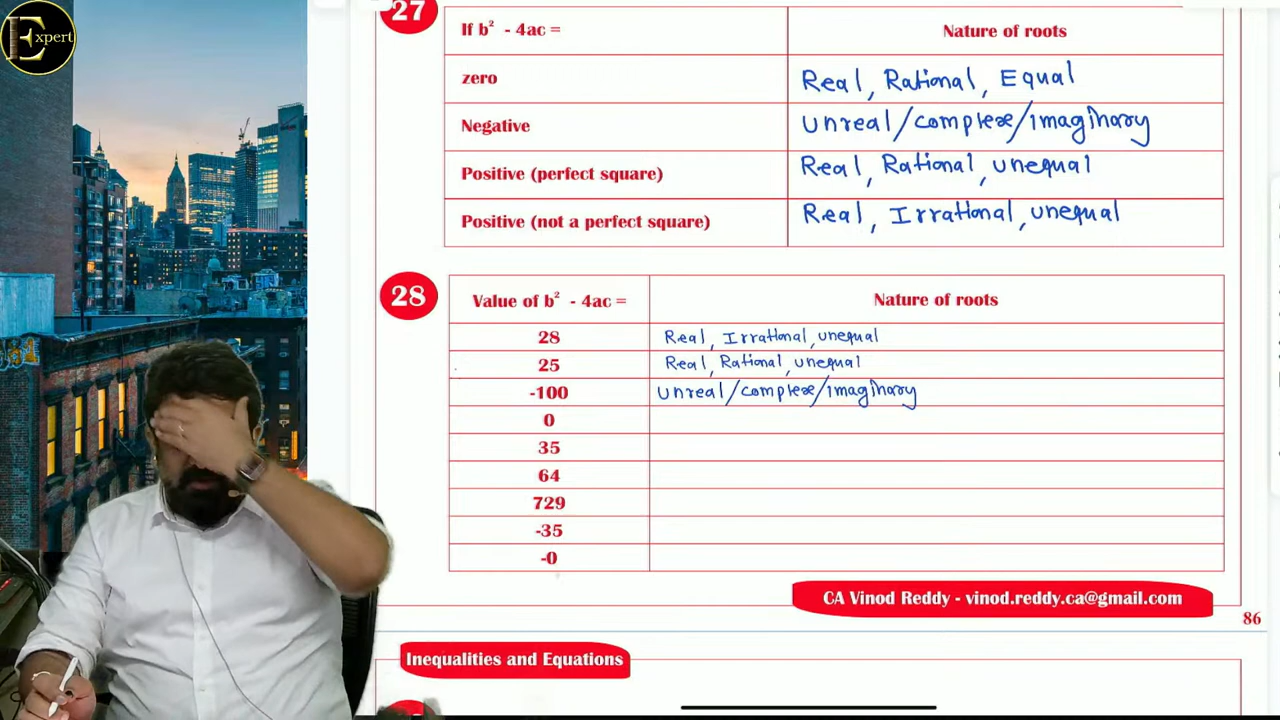 Expert
27
If b² - 4ac = Nature of roots
zero Real, Rational, Equal
Negative unreal/complexe/imaginary
Positive (perfect square) Real, Rational, unequal
Positive (not a perfect square) Real, Irrational, unequal
28
Value of b² - 4ac = Nature of roots
28 Real, Irrational, unequal
25 Real, Rational, unequal
-100 unreal/complexe/imaginary
0
35
64
729
-35
-0
CA Vinod Reddy - vinod.reddy.ca@gmail.com
86
Inequalities and Equations